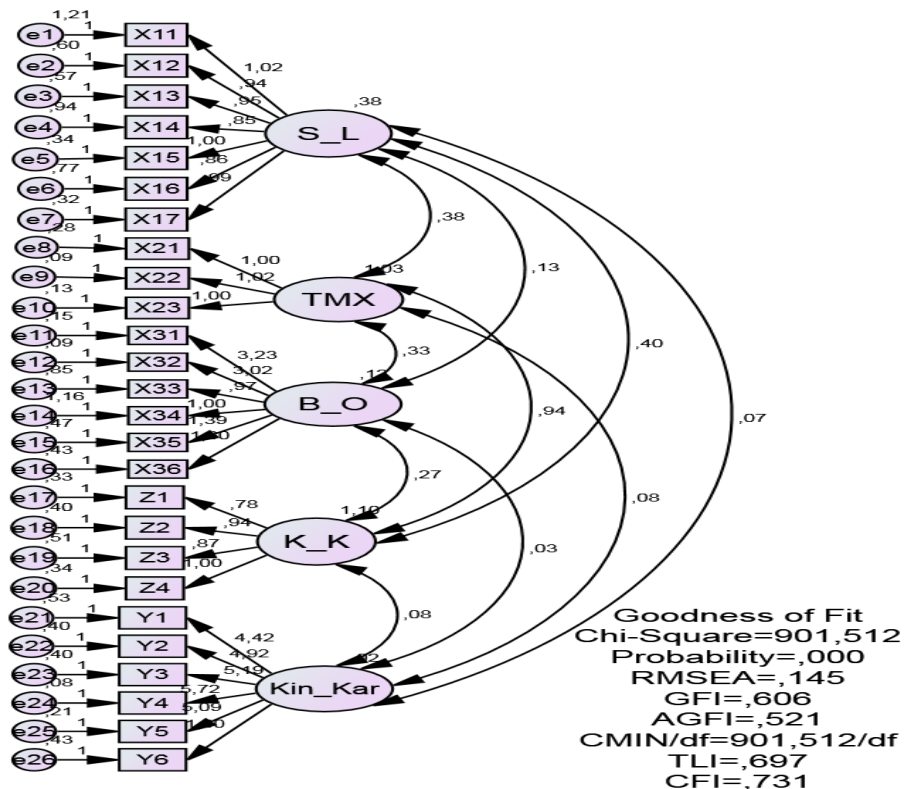 1,21
e1 1 X11
,60
e2 1 X12
,57
e3 1 X13
,94
e4 1 X14
,34
e5 1 X15
,77
e6 1 X16
,32
e7 1 X17
,28
e8 1 X21
,09
e9 1 X22
,13
e10 1 X23
,15
e11 1 X31
,09
e12 1 X32
,85
e13 1 X33
1,16
e14 1 X34
,47
e15 1 X35
,43
e16 1 X36
,33
e17 1 Z1
,40
e18 1 Z2
,51
e19 1 Z3
,34
e20 1 Z4
,53
e21 1 Y1
,40
e22 1 Y2
,40
e23 1 Y3
,08
e24 1 Y4
,21
e25 1 Y5
,43
e26 1 Y6
1,02
,94
,95
,85
1,00
,86
,38
S_L
1,00
1,02
1,00
1,03
TMX
3,23
3,02
,97
1,00
1,39
B_O
,78
,94
,87
1,00
K_K
4,42
4,92
5,19
5,72
5,09
Kin_Kar
,38
,13
,33
,40
,94
,07
,27
,08
,03
,08
Goodness of Fit
Chi-Square=901,512
Probability=,000
RMSEA=,145
GFI=,606
AGFI=,521
CMIN/df=901,512/df
TLI=,697
CFI=,731